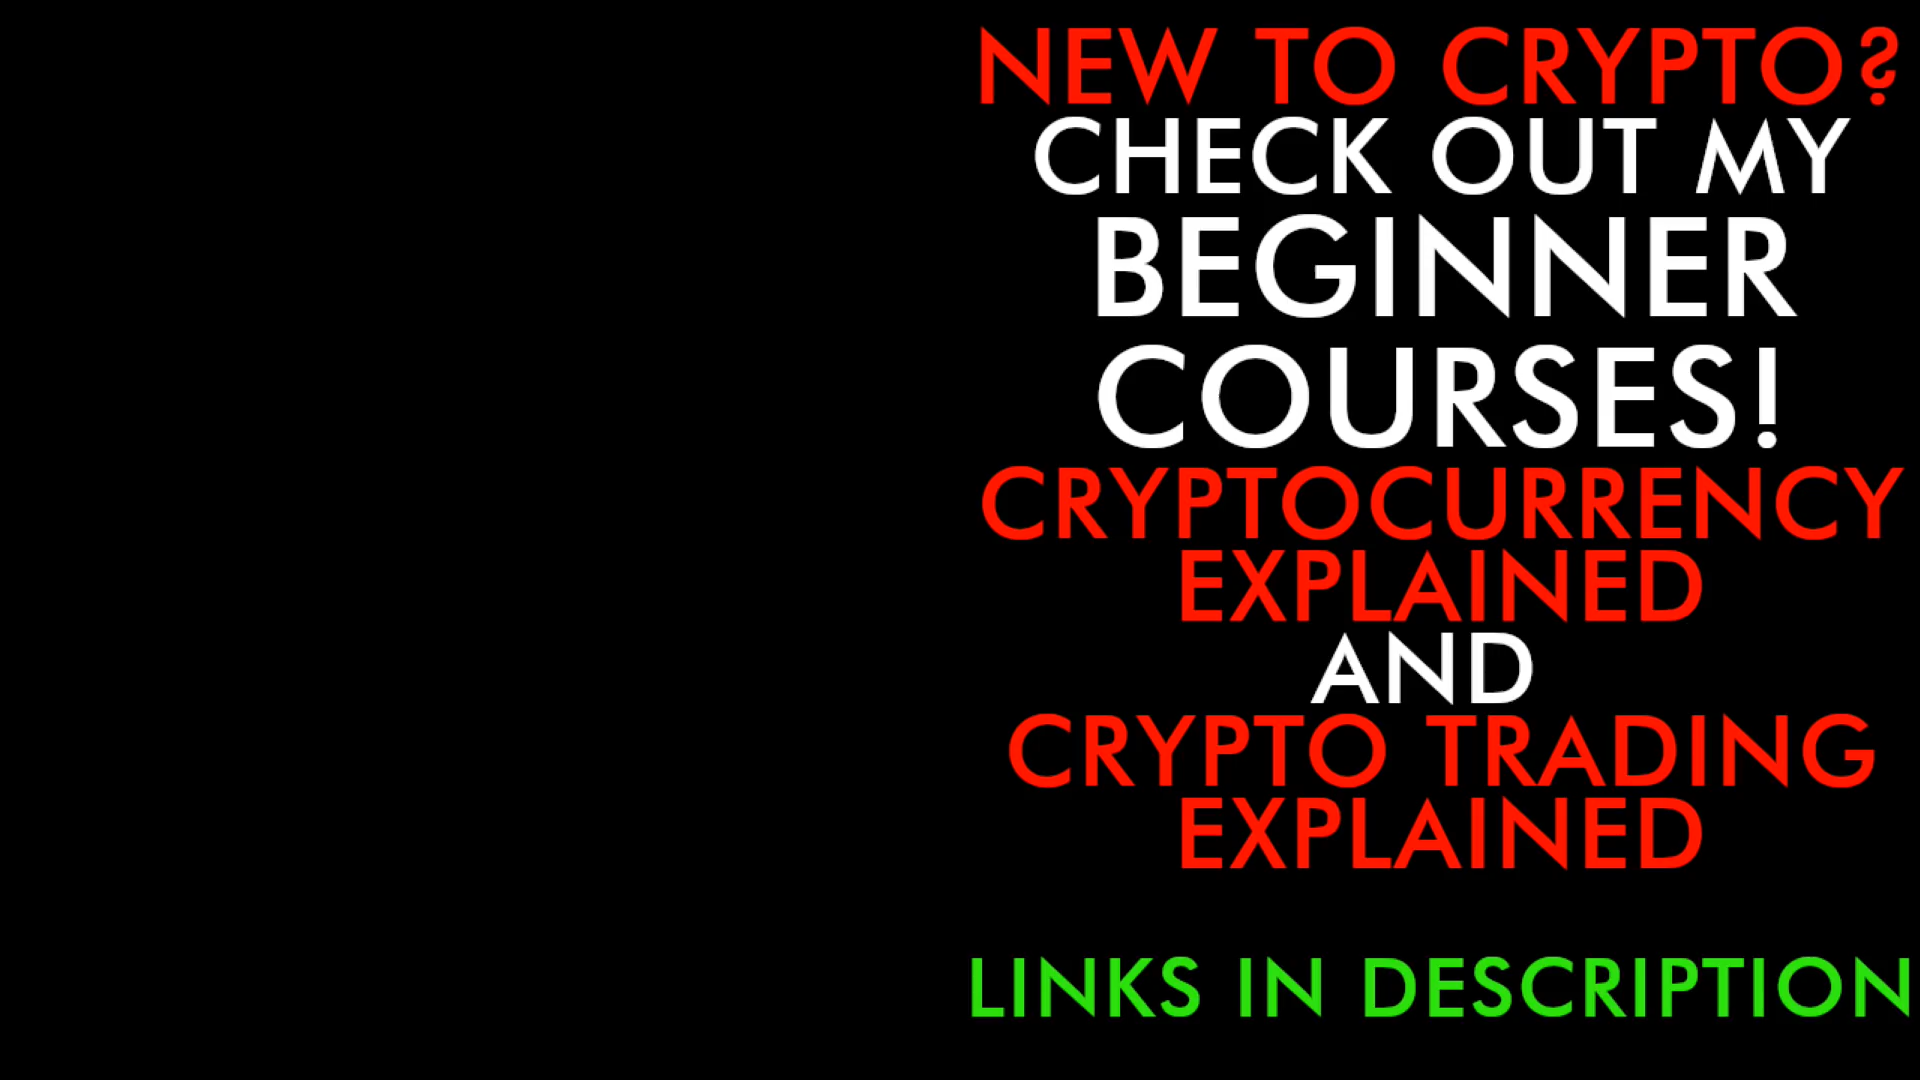 NEW TO CRYPTO?
CHECK OUT MY
BEGINNER
COURSES!
CRYPTOCURRENCY
EXPLAINED
AND
CRYPTO TRADING
EXPLAINED
LINKS IN DESCRIPTION